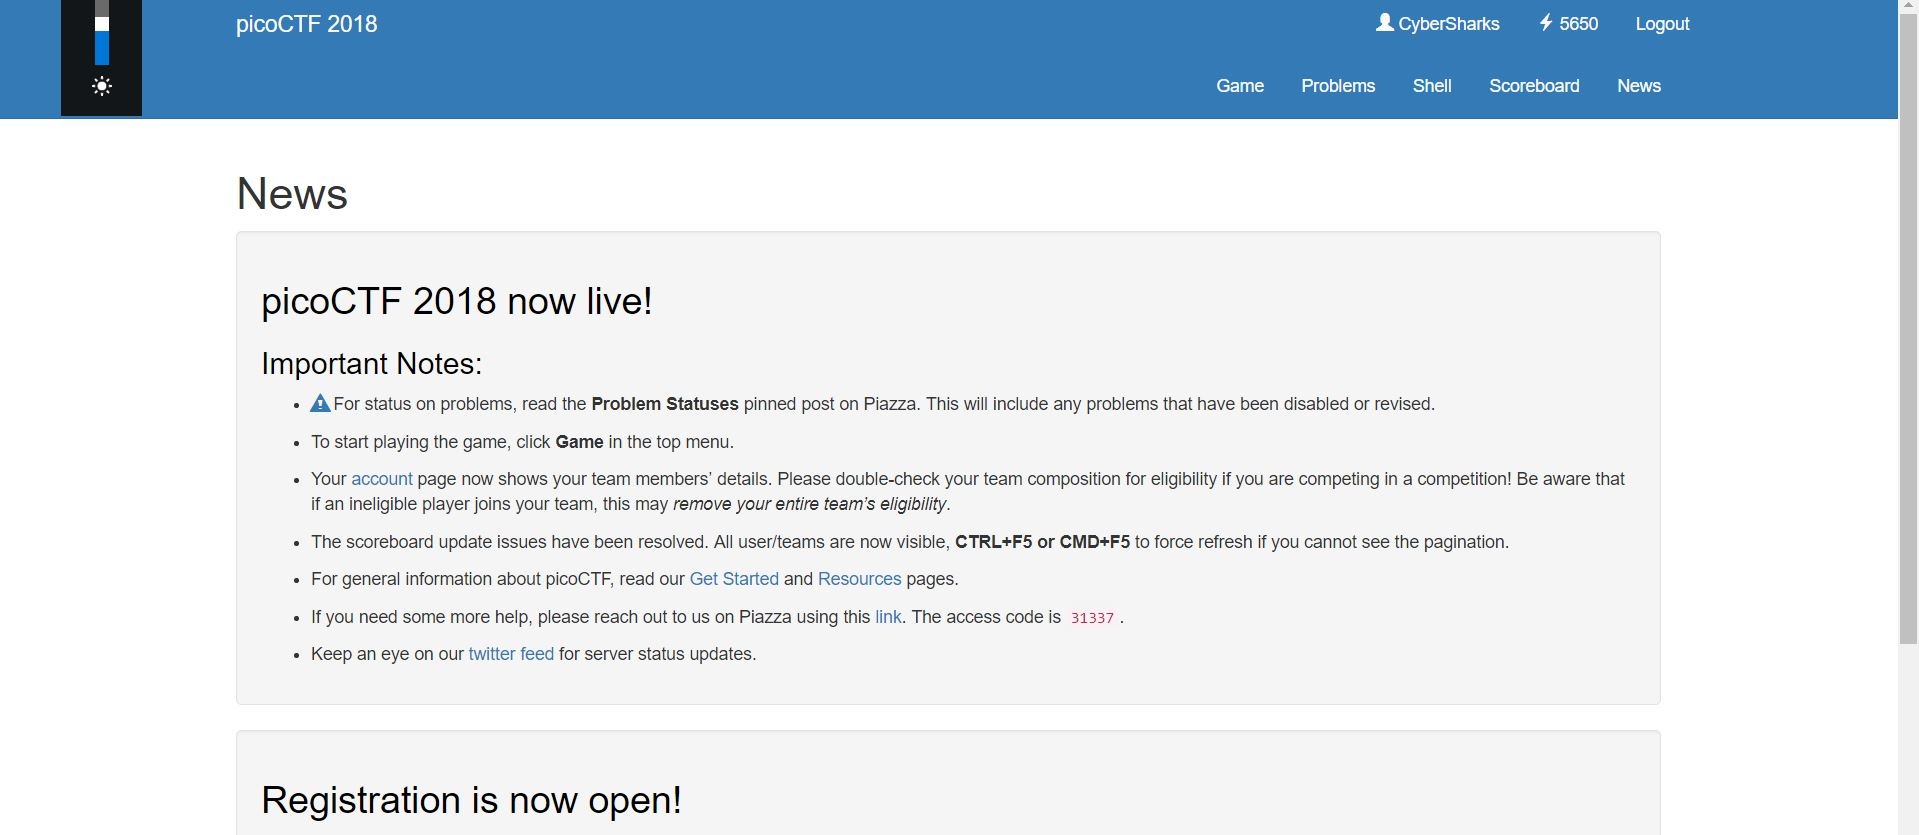 picoCTF 2018
CyberSharks
5650
Logout
Game
Problems
Shell
Scoreboard
News
News
picoCTF 2018 now live!
Important Notes:
For status on problems, read the Problem Statuses pinned post on Piazza. This will include any problems that have been disabled or revised.
To start playing the game, click Game in the top menu.
Your account page now shows your team members’ details. Please double-check your team composition for eligibility if you are competing in a competition! Be aware that
if an ineligible player joins your team, this may remove your entire team’s eligibility.
The scoreboard update issues have been resolved. All user/teams are now visible, CTRL+F5 or CMD+F5 to force refresh if you cannot see the pagination.
For general information about picoCTF, read our Get Started and Resources pages.
If you need some more help, please reach out to us on Piazza using this link. The access code is 31337 .
Keep an eye on our twitter feed for server status updates.
Registration is now open!